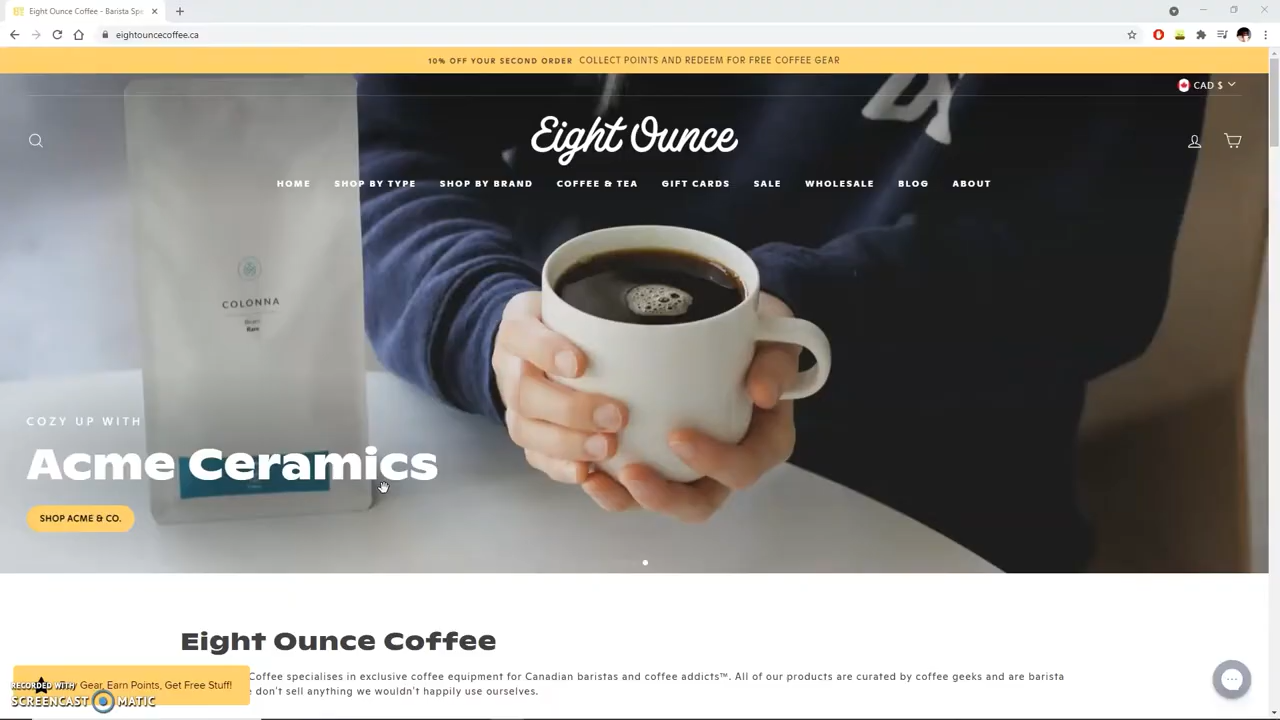 Eight Ounce Coffee - Barista Spe
eightouncecoffee.ca
10% OFF YOUR SECOND ORDER COLLECT POINTS AND REDEEM FOR FREE COFFEE GEAR
CAD $
Eight Ounce
HOME SHOP BY TYPE SHOP BY BRAND COFFEE & TEA GIFT CARDS SALE WHOLESALE BLOG ABOUT
COLONNA
COZY UP WITH
Acme Ceramics
SHOP ACME & CO.
Eight Ounce Coffee
Coffee specialises in exclusive coffee equipment for Canadian baristas and coffee addicts™. All of our products are curated by coffee geeks and are barista
don't sell anything we wouldn't happily use ourselves.
Gear, Earn Points, Get Free Stuff!
RECORDED WITH
SCREENCAST MATIC